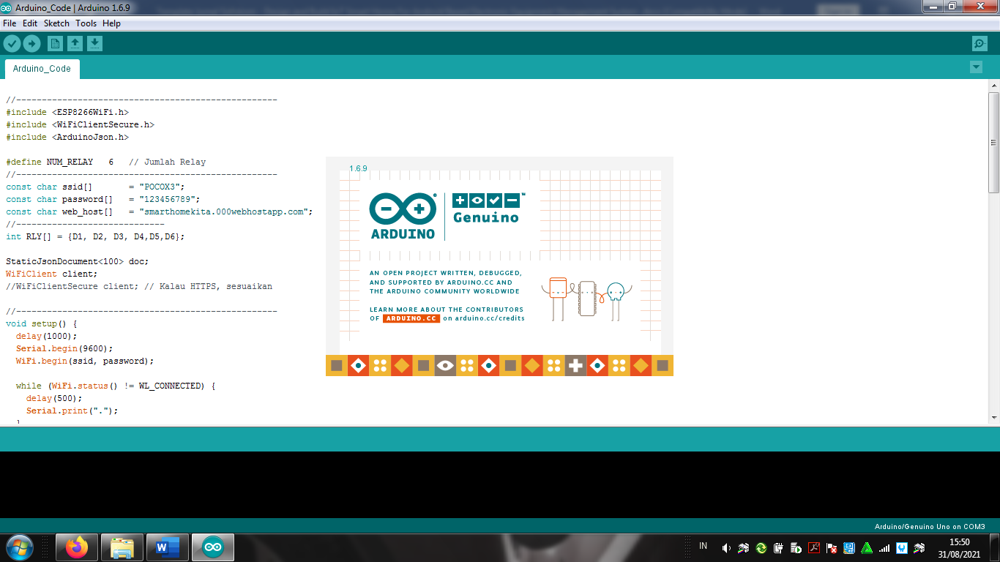 Arduino_Code | Arduino 1.6.9
File Edit Sketch Tools Help
Arduino_Code
//---------------------------------------------------
#include <ESP8266WiFi.h>
#include <WiFiClientSecure.h>
#include <ArduinoJson.h>
#define NUM_RELAY   6   // Jumlah Relay
//---------------------------------------------------
const char ssid[]       = "POCOX3";
const char password[]   = "123456789";
const char web_host[]   = "smarthomekita.000webhostapp.com";
//-----------------------------
int RLY[] = {D1, D2, D3, D4,D5,D6};
StaticJsonDocument<100> doc;
WiFiClient client;
//WiFiClientSecure client; // Kalau HTTPS, sesuaikan
//---------------------------------------------------
void setup() {
  delay(1000);
  Serial.begin(9600);
  WiFi.begin(ssid, password);
  while (WiFi.status() != WL_CONNECTED) {
    delay(500);
    Serial.print(".");
  }
1.6.9
ARDUINO
Genuino™
AN OPEN PROJECT WRITTEN, DEBUGGED,
AND SUPPORTED BY ARDUINO.CC AND
THE ARDUINO COMMUNITY WORLDWIDE
LEARN MORE ABOUT THE CONTRIBUTORS
OF ARDUINO.CC on arduino.cc/credits
Arduino/Genuino Uno on COM3
IN
15:50
31/08/2021